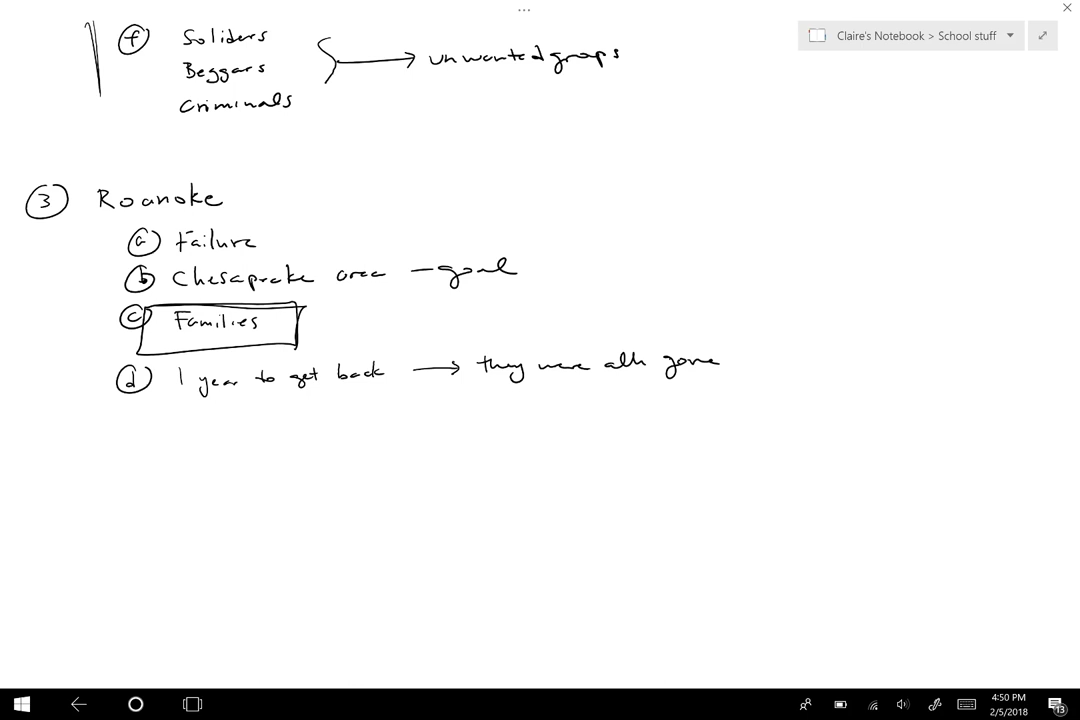 ...
Claire's Notebook > School stuff
f Soliders
Beggars → unwanted groups
Criminals
3 Roanoke
a Failure
b Chesapeake area – goal
c Families
d 1 year to get back → they were all gone
4:50 PM
2/5/2018
13